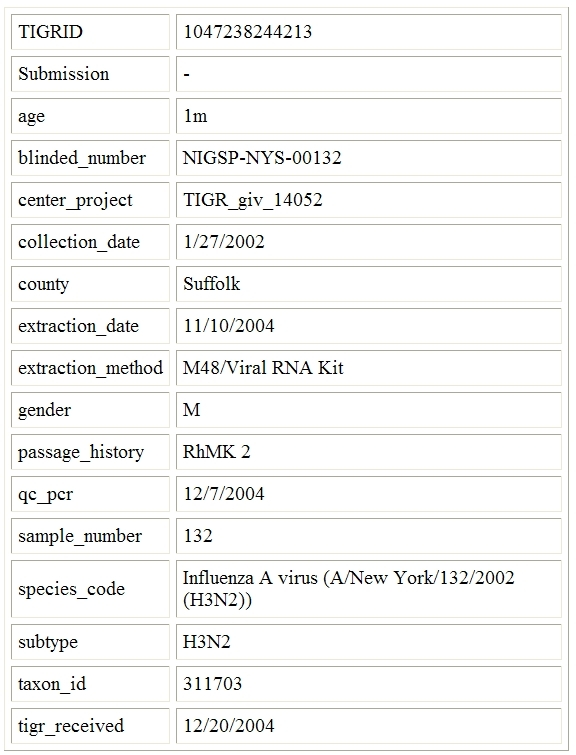 TIGRID 1047238244213
Submission -
age 1m
blinded_number NIGSP-NYS-00132
center_project TIGR_giv_14052
collection_date 1/27/2002
county Suffolk
extraction_date 11/10/2004
extraction_method M48/Viral RNA Kit
gender M
passage_history RhMK 2
qc_pcr 12/7/2004
sample_number 132
species_code Influenza A virus (A/New York/132/2002
(H3N2))
subtype H3N2
taxon_id 311703
tigr_received 12/20/2004